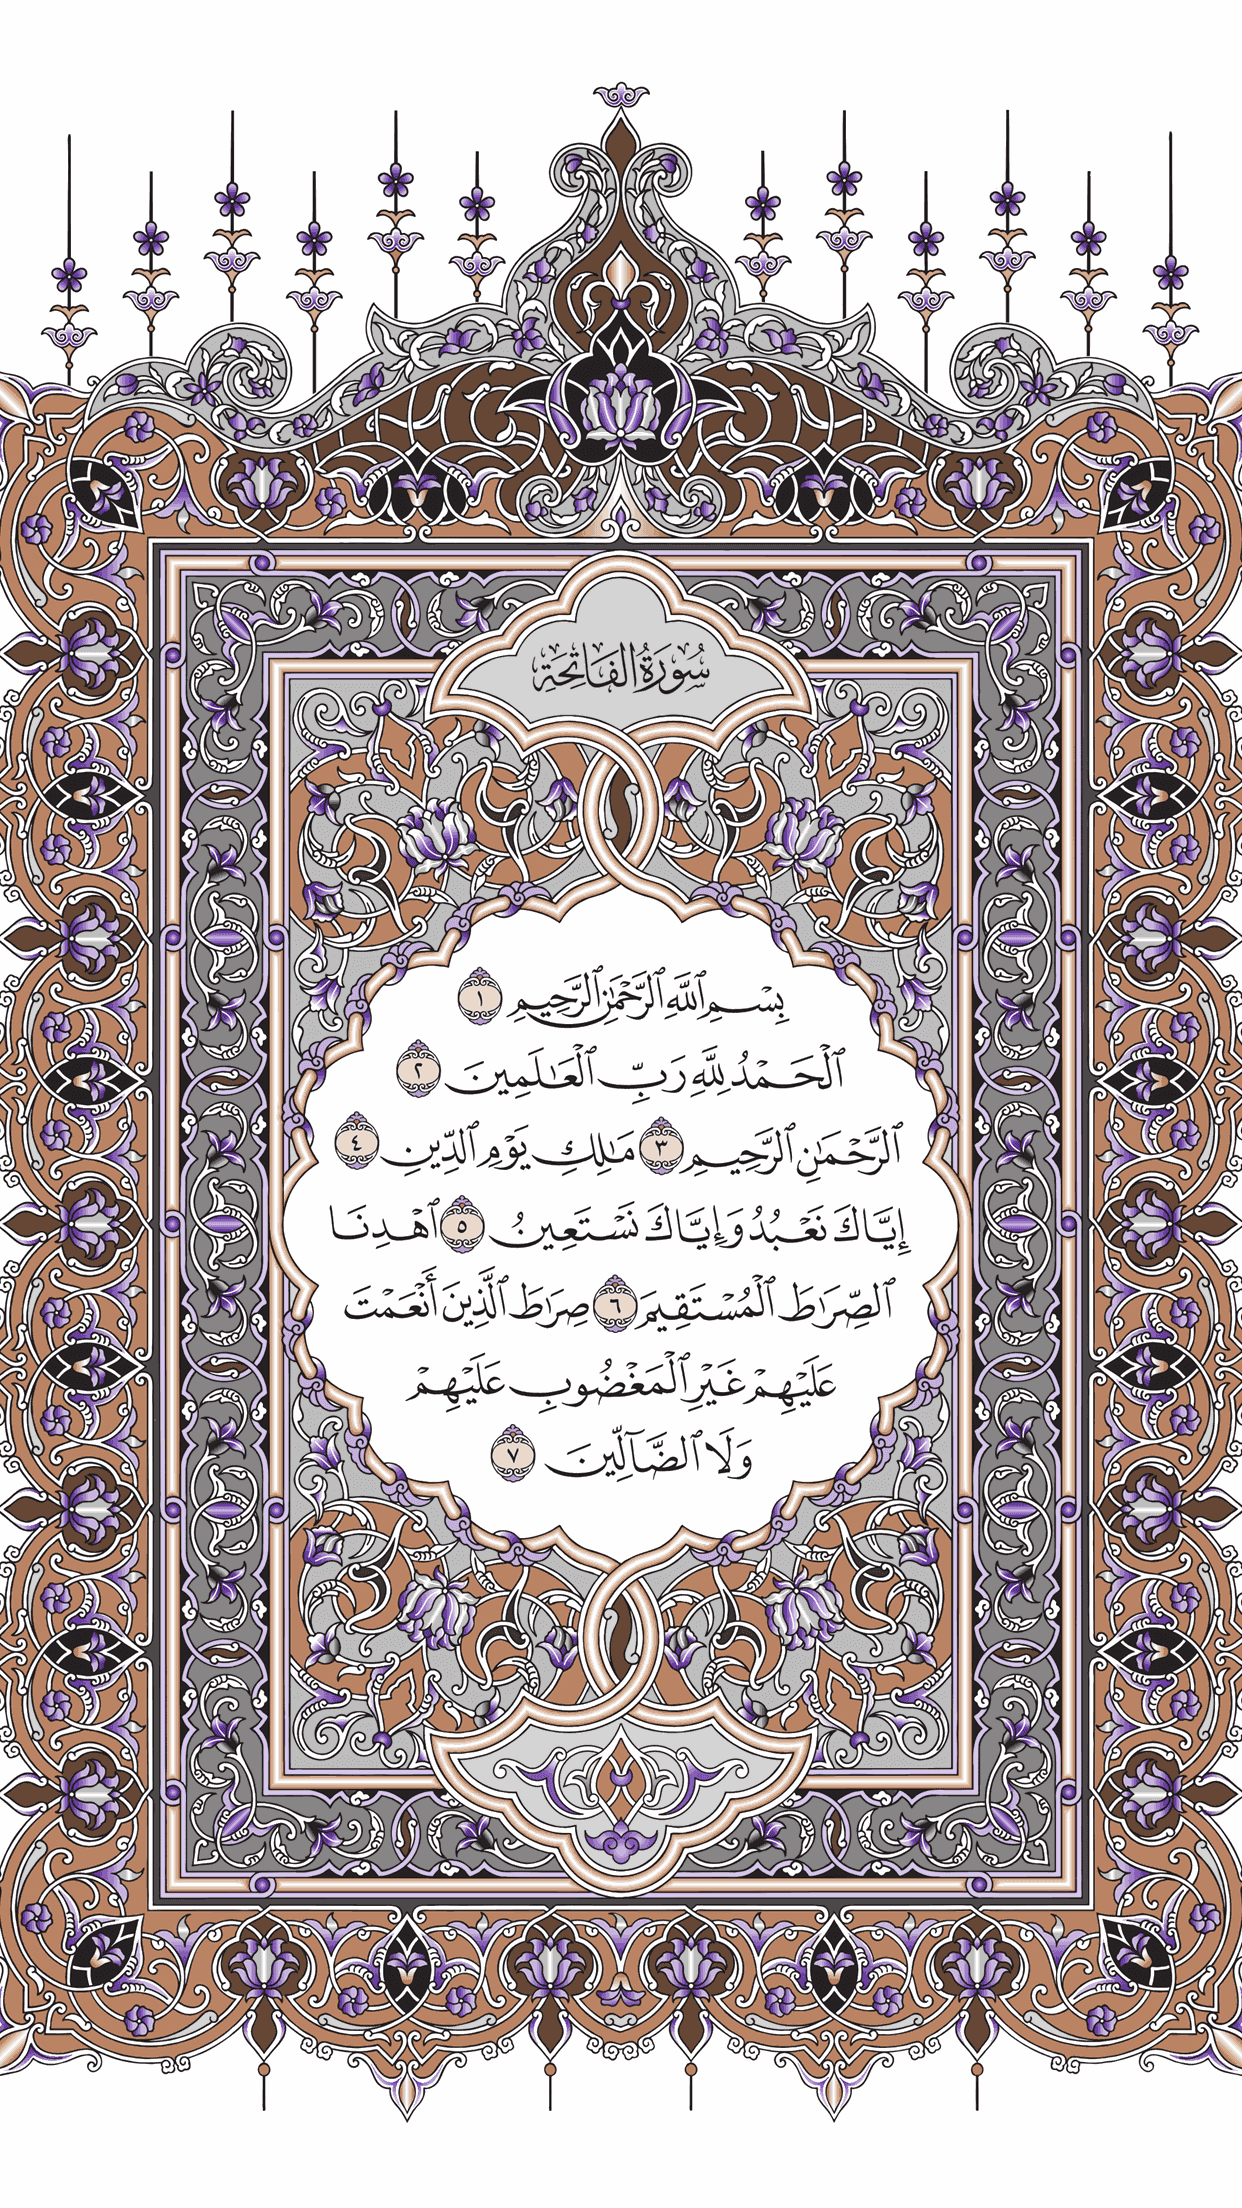 سُورَةُ الفَاتِحَةِ
بِسْمِ ٱللَّهِ ٱلرَّحْمَٰنِ ٱلرَّحِيمِ ١
ٱلْحَمْدُ لِلَّهِ رَبِّ ٱلْعَٰلَمِينَ ٢
ٱلرَّحْمَٰنِ ٱلرَّحِيمِ ٣ مَٰلِكِ يَوْمِ ٱلدِّينِ ٤
إِيَّاكَ نَعْبُدُ وَإِيَّاكَ نَسْتَعِينُ ٥ ٱهْدِنَا
ٱلصِّرَٰطَ ٱلْمُسْتَقِيمَ ٦ صِرَٰطَ ٱلَّذِينَ أَنْعَمْتَ
عَلَيْهِمْ غَيْرِ ٱلْمَغْضُوبِ عَلَيْهِمْ
وَلَا ٱلضَّآلِّينَ ٧